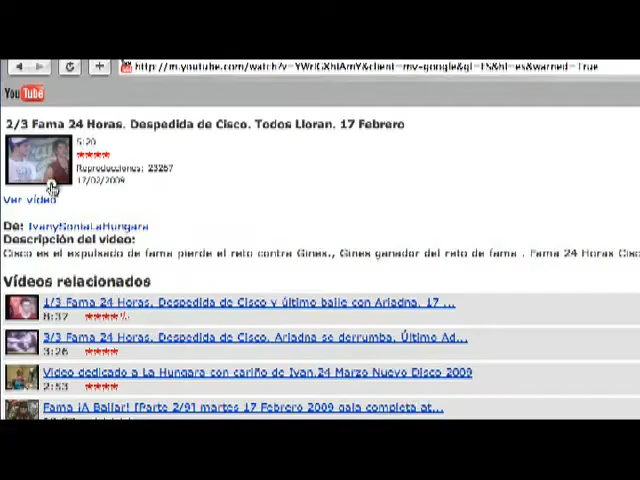 http://m.youtube.com/watch?v=YWrIGXhIAmY&client=mv-google&gl=ES&hl=es&warned=True
YouTube
2/3 Fama 24 Horas. Despedida de Cisco. Todos Lloran. 17 Febrero
5:20
Reproducciones: 23267
17/02/2009
Ver vídeo
De: IvanySoniaLaHungara
Descripción del vídeo:
Cisco es el expulsado de fama pierde el reto contra Gines., Gines ganador del reto de fama . Fama 24 Horas Cisc
Vídeos relacionados
1/3 Fama 24 Horas. Despedida de Cisco y último baile con Ariadna. 17 ...
8:37
3/3 Fama 24 Horas. Despedida de Cisco. Ariadna se derrumba. Último Ad...
3:26
Video dedicado a La Hungara con cariño de Ivan.24 Marzo Nuevo Disco 2009
2:53
Fama ¡A Bailar! [Parte 2/9] martes 17 Febrero 2009 gala completa at...